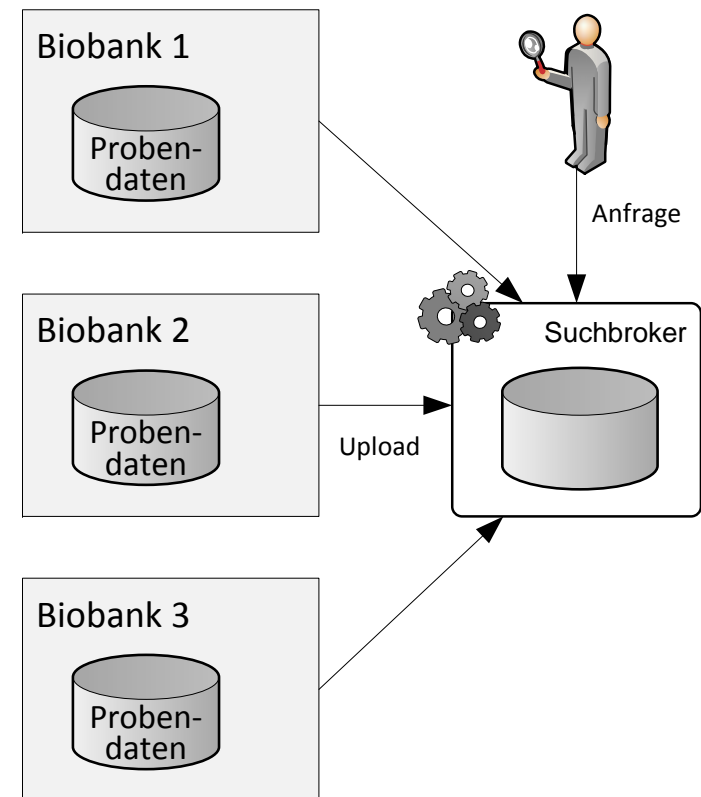 Biobank 1
Proben-
daten
Anfrage
Biobank 2
Proben-
daten
Upload
Suchbroker
Biobank 3
Proben-
daten